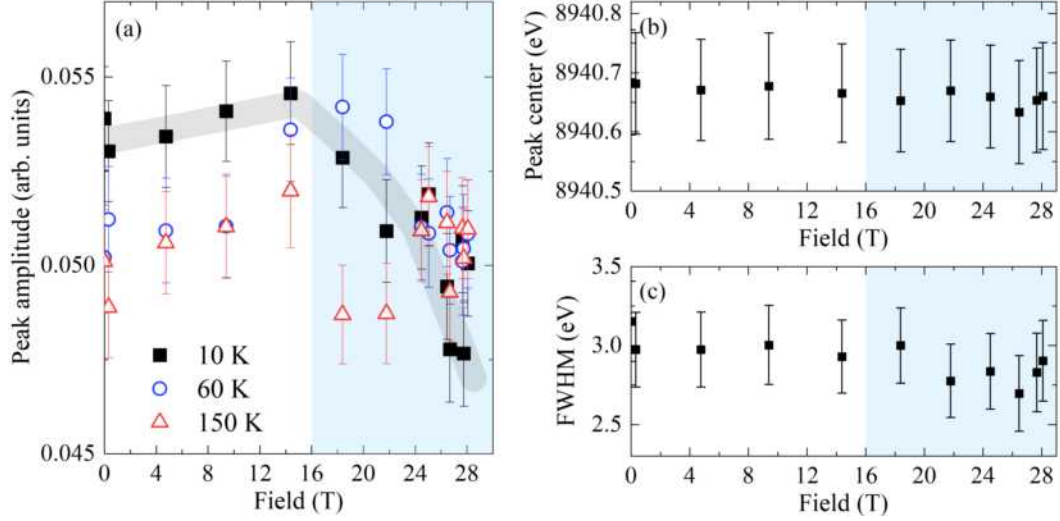 (a)
Peak amplitude (arb. units)
0.055
0.050
0.045
10 K
60 K
150 K
0 4 8 12 16 20 24 28
Field (T)
(b)
Peak center (eV)
8940.8
8940.7
8940.6
8940.5
0 4 8 12 16 20 24 28
Field (T)
(c)
FWHM (eV)
3.5
3.0
2.5
0 4 8 12 16 20 24 28
Field (T)